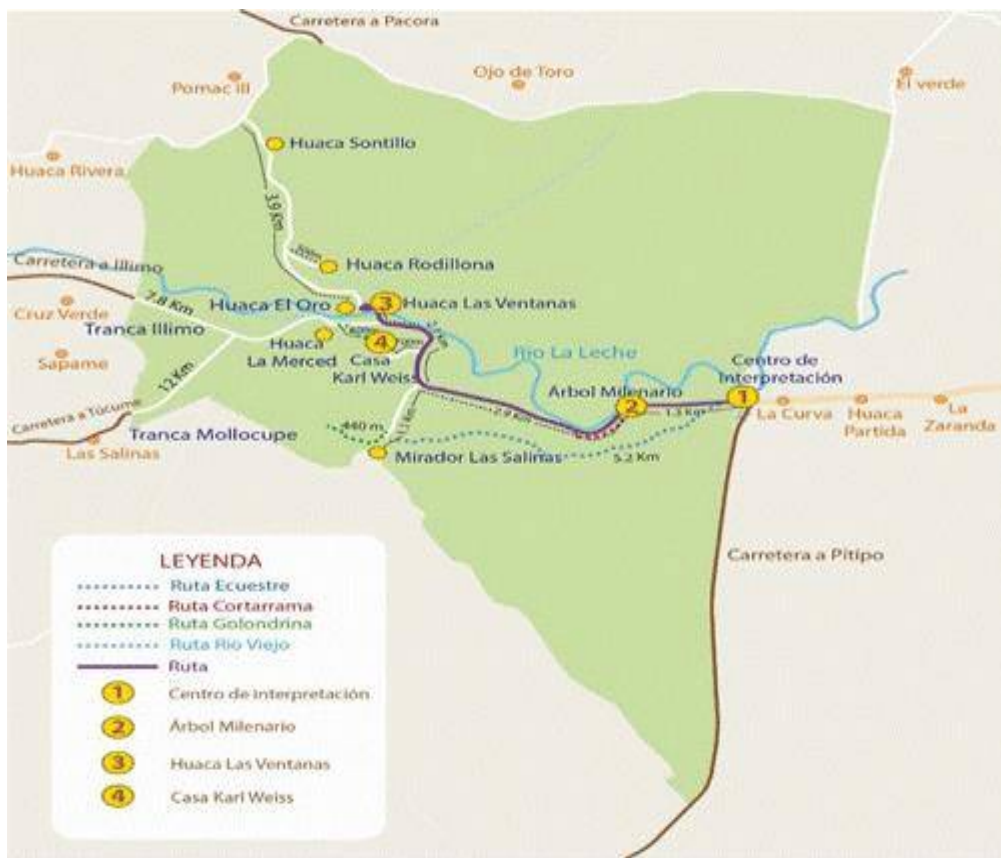 Carretera a Pacora
Ojo de Toro
El verde
Pomac III
Huaca Sontillo
Huaca Rivera
3.9 Km
Huaca Rodillona
Carretera a Illimo
7.8 Km
Huaca El Oro
3
Huaca Las Ventanas
Cruz Verde
Tranca Illimo
Huaca
La Merced
4
Casa
Karl Weiss
Río La Leche
Sapame
12 Km
Centro de
Interpretación
Árbol Milenario
2
1
1.3 Km
2.9 Km
La Curva
Huaca
Partida
La
Zaranda
Carretera a Túcume
Tranca Mollocupe
440 m
Las Salinas
Mirador Las Salinas
5.2 Km
Carretera a Pitipo
LEYENDA
Ruta Ecuestre
Ruta Cortarrama
Ruta Golondrina
Ruta Río Viejo
Ruta
1 Centro de interpretación
2 Árbol Milenario
3 Huaca Las Ventanas
4 Casa Karl Weiss